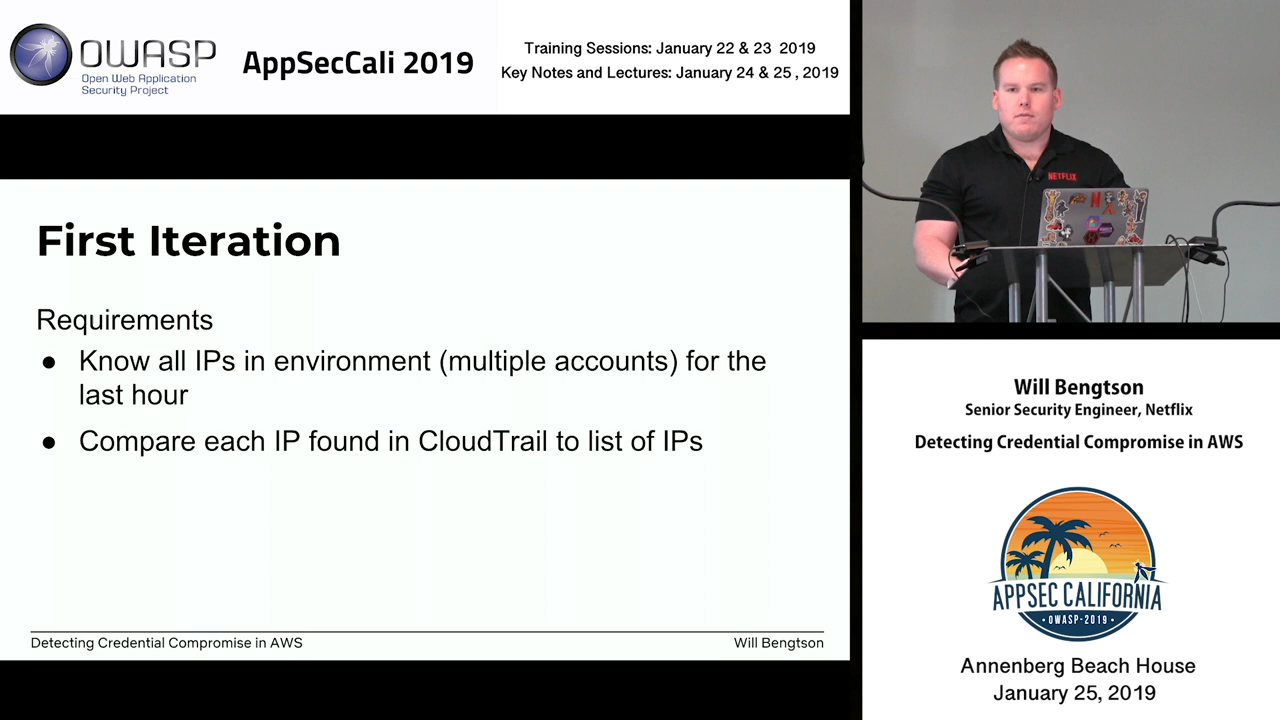 OWASP
Open Web Application
Security Project
AppSecCali 2019
Training Sessions: January 22 & 23 2019
Key Notes and Lectures: January 24 & 25 , 2019
First Iteration
Requirements
● Know all IPs in environment (multiple accounts) for the
last hour
● Compare each IP found in CloudTrail to list of IPs
Detecting Credential Compromise in AWS
Will Bengtson
NETFLIX
N
Will Bengtson
Senior Security Engineer, Netflix
Detecting Credential Compromise in AWS
APPSEC CALIFORNIA
• OWASP-2019 •
Annenberg Beach House
January 25, 2019